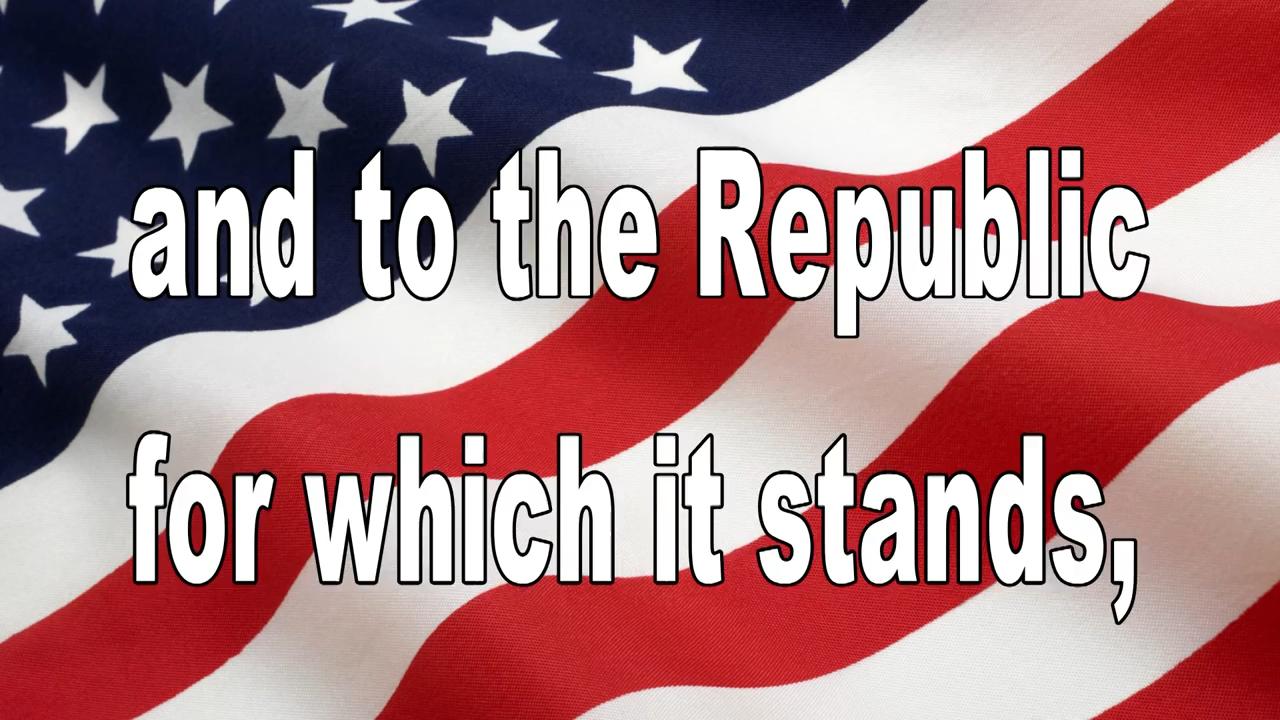 and to the Republic
for which it stands,